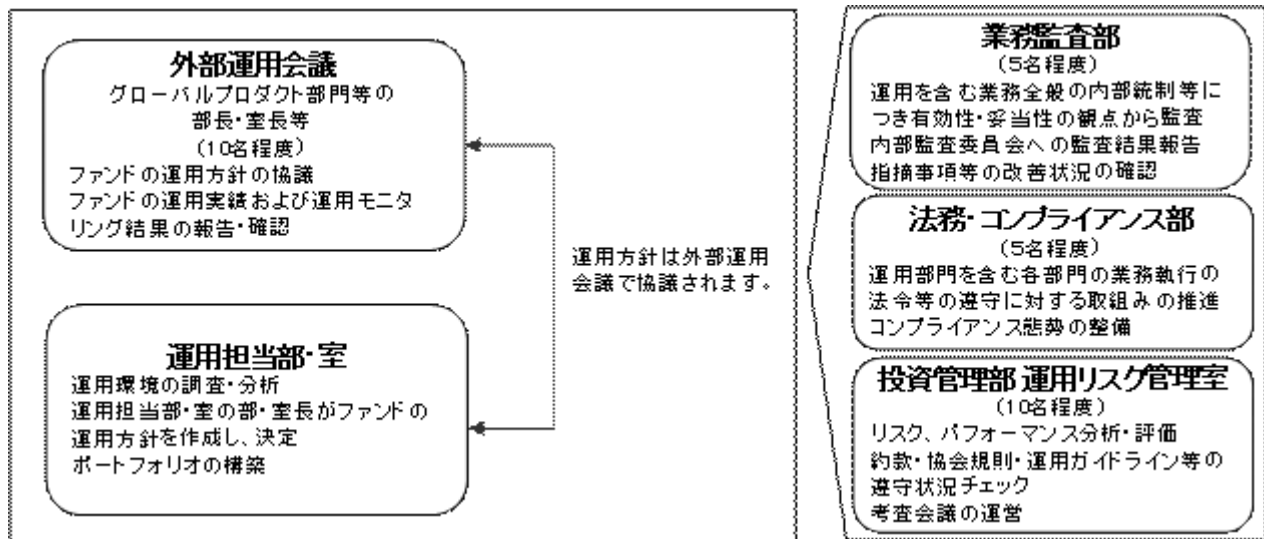 外部運用会議
グローバルプロダクト部門等の
部長・室長等
(10名程度)
ファンドの運用方針の協議
ファンドの運用実績および運用モニタ
リング結果の報告・確認
運用方針は外部運用
会議で協議されます。
運用担当部・室
運用環境の調査・分析
運用担当部・室の部・室長がファンドの
運用方針を作成し、決定
ポートフォリオの構築
業務監査部
(5名程度)
運用を含む業務全般の内部統制等に
つき有効性・妥当性の観点から監査
内部監査委員会への監査結果報告
指摘事項等の改善状況の確認
法務・コンプライアンス部
(5名程度)
運用部門を含む各部門の業務執行の
法令等の遵守に対する取組みの推進
コンプライアンス態勢の整備
投資管理部 運用リスク管理室
(10名程度)
リスク、パフォーマンス分析・評価
約款・協会規則・運用ガイドライン等の
遵守状況チェック
考査会議の運営